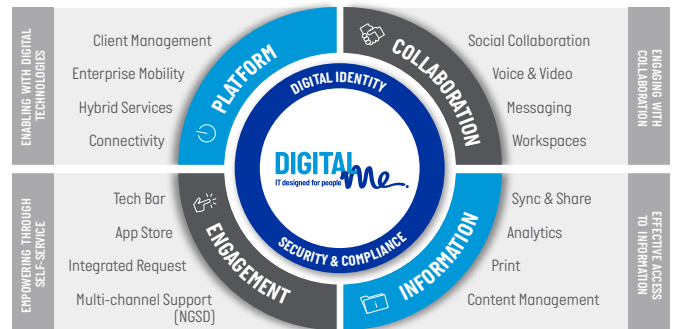 ENABLING WITH DIGITAL
TECHNOLOGIES
Client Management
Enterprise Mobility
Hybrid Services
Connectivity
PLATFORM
COLLABORATION
Social Collaboration
Voice & Video
Messaging
Workspaces
ENGAGING WITH
COLLABORATION
DIGITAL IDENTITY
DIGITAL
IT designed for people
me.
SECURITY & COMPLIANCE
EMPOWERING THROUGH
SELF-SERVICE
Tech Bar
App Store
Integrated Request
Multi-channel Support
(NGSD)
ENGAGEMENT
INFORMATION
Sync & Share
Analytics
Print
Content Management
EFFECTIVE ACCESS
TO INFORMATION